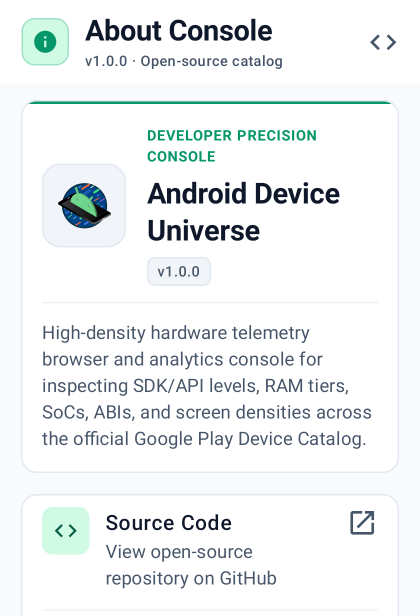 About Console
v1.0.0 · Open-source catalog
DEVELOPER PRECISION
CONSOLE
Android Device
Universe
v1.0.0
High-density hardware telemetry
browser and analytics console for
inspecting SDK/API levels, RAM tiers,
SoCs, ABIs, and screen densities across
the official Google Play Device Catalog.
Source Code
View open-source
repository on GitHub